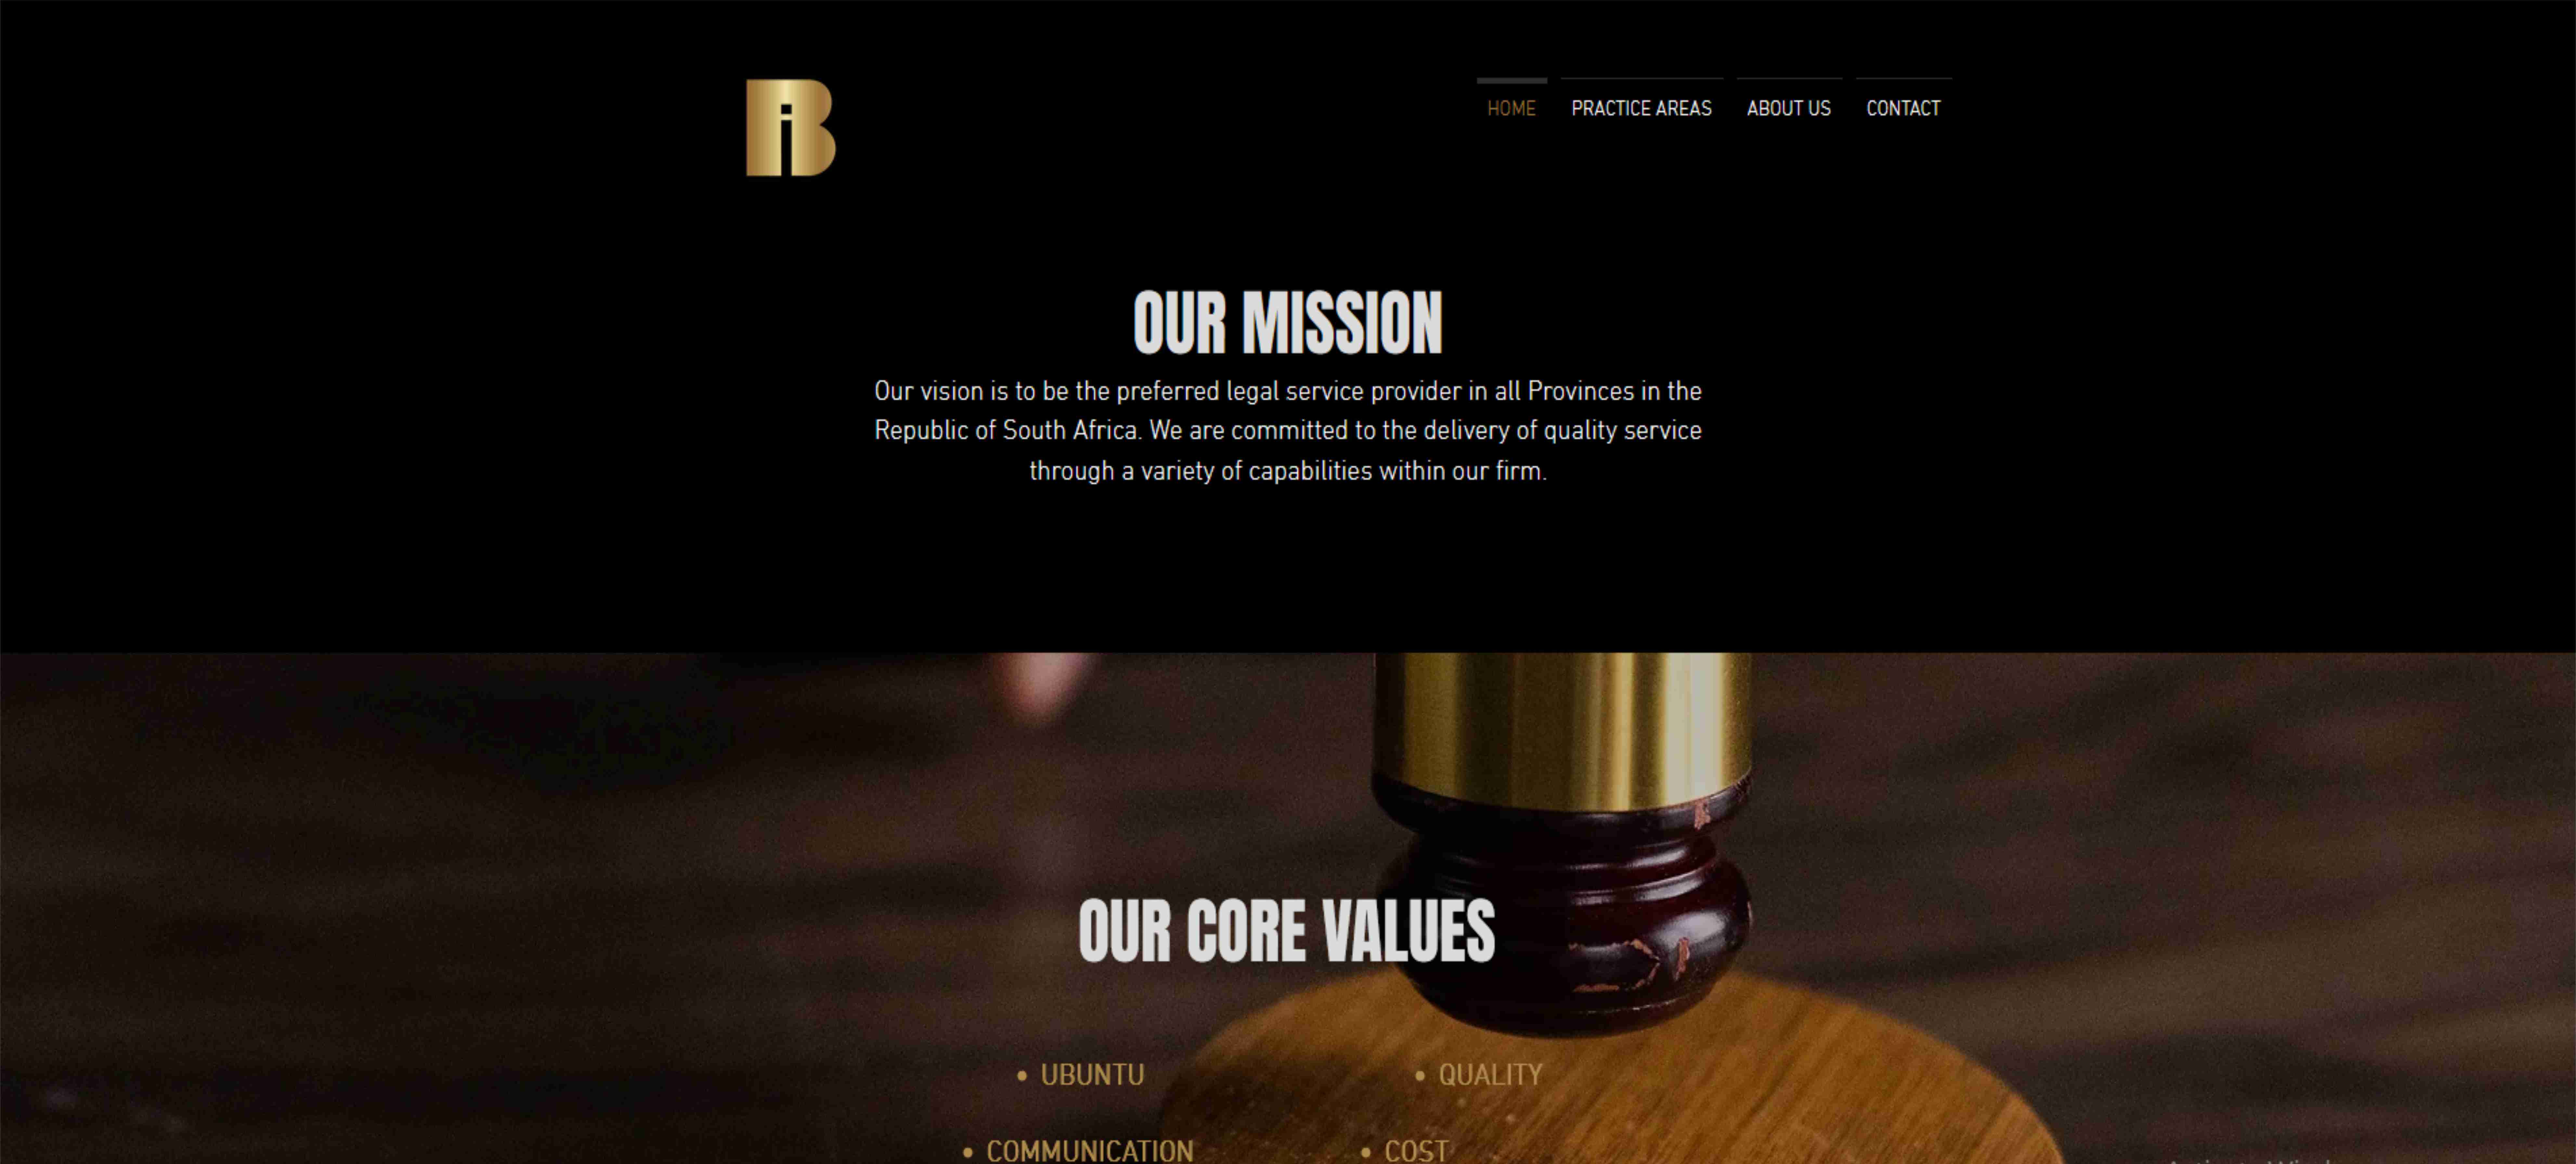 iB
HOME PRACTICE AREAS ABOUT US CONTACT
OUR MISSION
Our vision is to be the preferred legal service provider in all Provinces in the
Republic of South Africa. We are committed to the delivery of quality service
through a variety of capabilities within our firm.
OUR CORE VALUES
• UBUNTU • QUALITY
• COMMUNICATION • COST